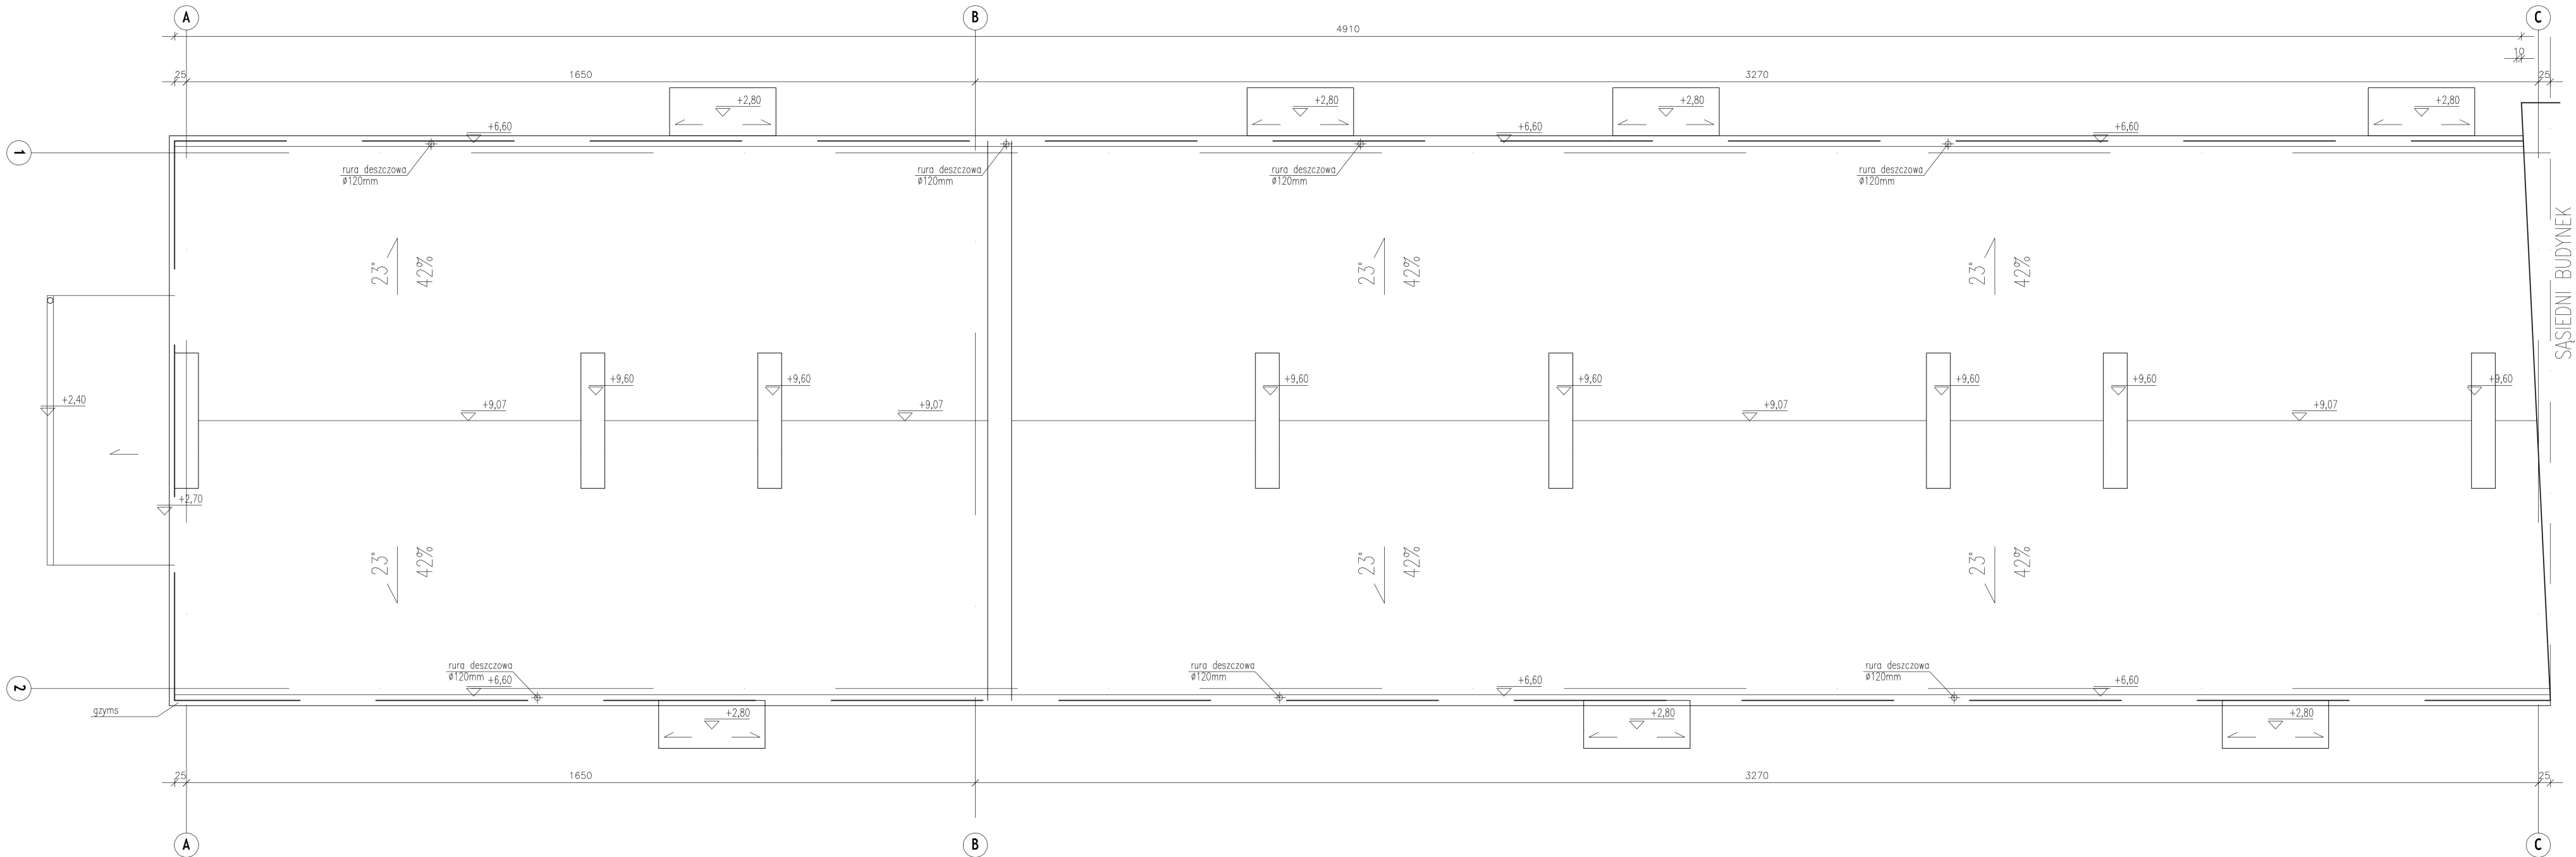 A
B
C
4910
10
25
1650
3270
25
+2,80
+2,80
+2,80
+2,80
+6,60
+6,60
+6,60
1
rura deszczowa
ø120mm
rura deszczowa
ø120mm
rura deszczowa
ø120mm
rura deszczowa
ø120mm
SĄSIEDNI BUDYNEK
23°
42%
23°
42%
23°
42%
+9,60
+9,60
+9,60
+9,60
+9,60
+9,60
+9,60
+2,40
+9,07
+9,07
+9,07
+9,07
+2,70
23°
42%
23°
42%
23°
42%
rura deszczowa
ø120mm
rura deszczowa
ø120mm
rura deszczowa
ø120mm
+6,60
+6,60
+6,60
2
gzyms
+2,80
+2,80
+2,80
25
1650
3270
25
A
B
C